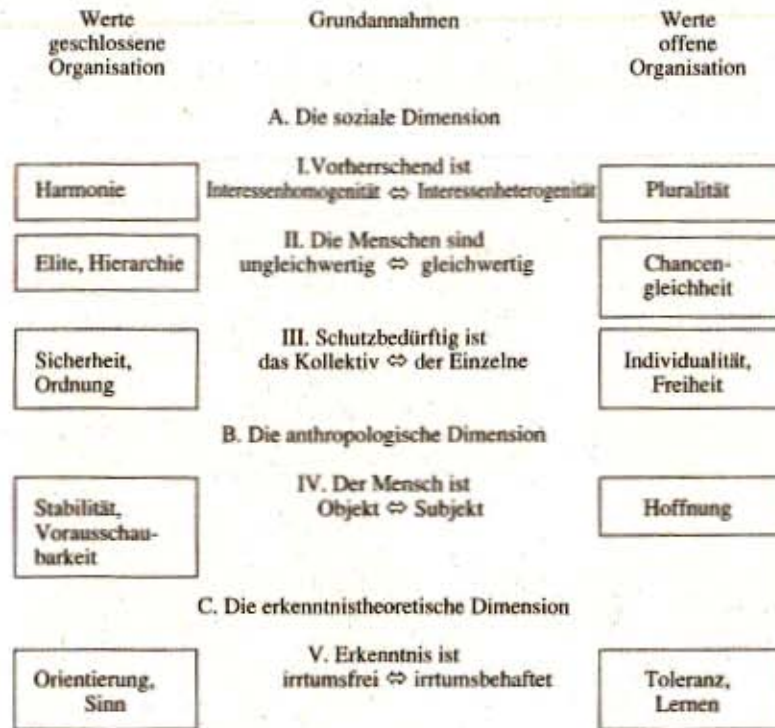 Werte
geschlossene
Organisation
Grundannahmen
Werte
offene
Organisation
A. Die soziale Dimension
Harmonie
I.Vorherrschend ist
Interessenhomogenität ⇔ Interessenheterogenität
Pluralität
Elite, Hierarchie
II. Die Menschen sind
ungleichwertig ⇔ gleichwertig
Chancen-
gleichheit
Sicherheit,
Ordnung
III. Schutzbedürftig ist
das Kollektiv ⇔ der Einzelne
Individualität,
Freiheit
B. Die anthropologische Dimension
Stabilität,
Vorausschau-
barkeit
IV. Der Mensch ist
Objekt ⇔ Subjekt
Hoffnung
C. Die erkenntnistheoretische Dimension
Orientierung,
Sinn
V. Erkenntnis ist
irrtumsfrei ⇔ irrtumsbehaftet
Toleranz,
Lernen